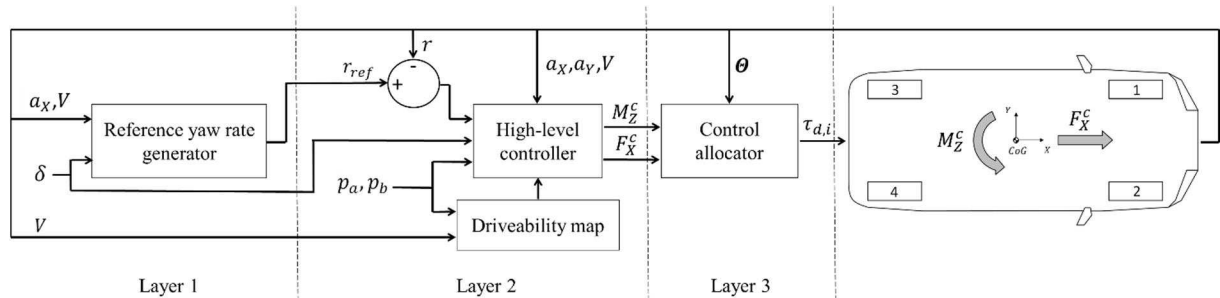 r
r_ref
+
-
a_X, V
Reference yaw rate
generator
δ
V
a_X, a_Y, V
High-level
controller
p_a, p_b
Driveability map
M_Z^c
F_X^c
Θ
Control
allocator
τ_d,i
3
1
M_Z^c
Y
X
CoG
F_X^c
4
2
Layer 1
Layer 2
Layer 3